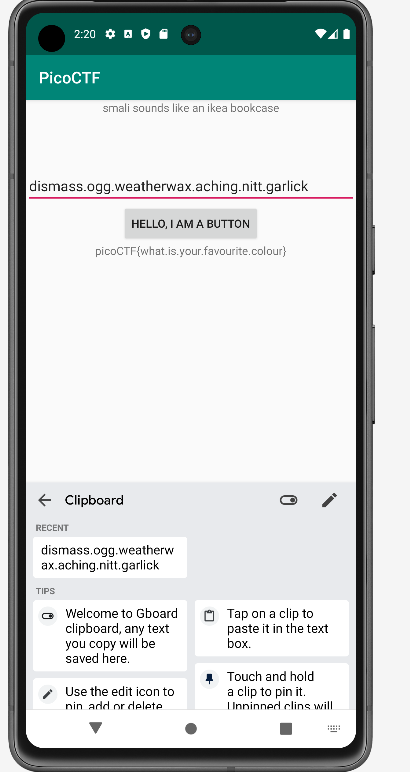 2:20
PicoCTF
smali sounds like an ikea bookcase
dismass.ogg.weatherwax.aching.nitt.garlick
HELLO, I AM A BUTTON
picoCTF{what.is.your.favourite.colour}
Clipboard
RECENT
dismass.ogg.weatherw
ax.aching.nitt.garlick
TIPS
Welcome to Gboard
clipboard, any text
you copy will be
saved here.
Tap on a clip to
paste it in the text
box.
Use the edit icon to
pin, add or delete
Touch and hold
a clip to pin it.
Unpinned clips will